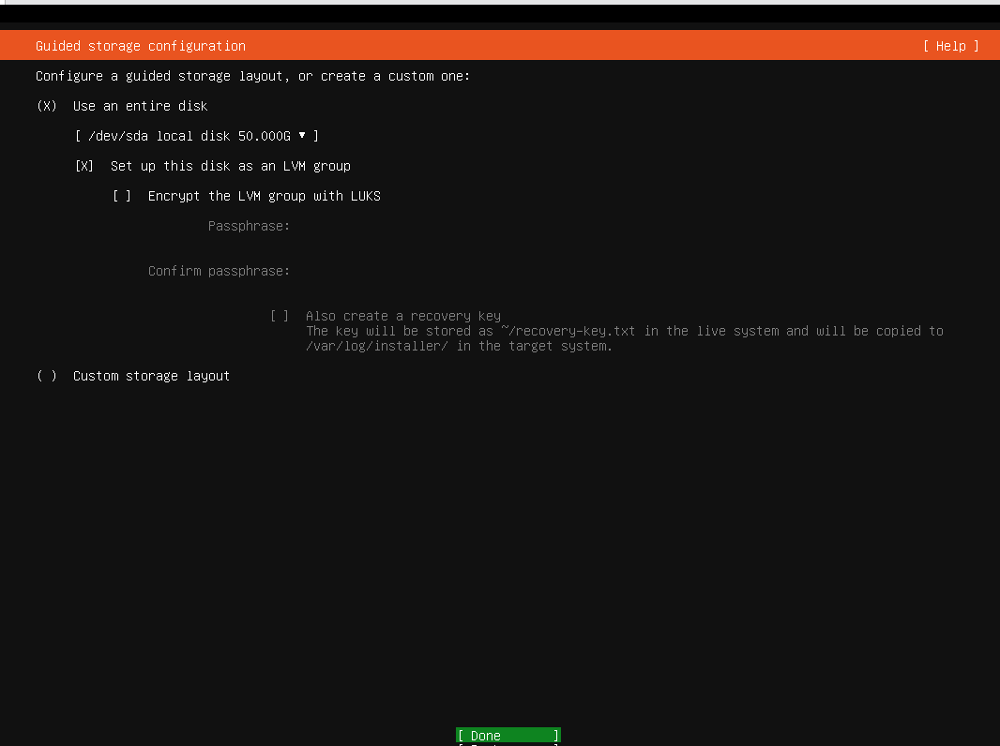 Guided storage configuration [ Help ]
Configure a guided storage layout, or create a custom one:
(X) Use an entire disk
[ /dev/sda local disk 50.000G ▾ ]
[X] Set up this disk as an LVM group
[ ] Encrypt the LVM group with LUKS
Passphrase:
Confirm passphrase:
[ ] Also create a recovery key
The key will be stored as ~/recovery-key.txt in the live system and will be copied to
/var/log/installer/ in the target system.
( ) Custom storage layout
[ Done ]